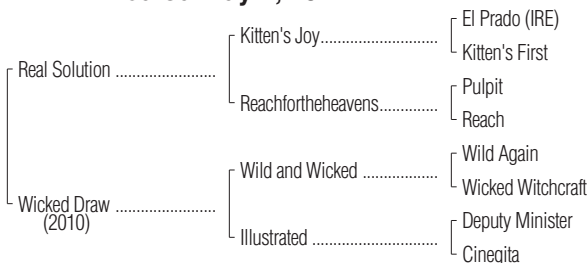 El Prado (IRE)
Kitten's Joy..........................
Kitten's First
Real Solution ......................
Pulpit
Reachfortheheavens.............
Reach
Wild Again
Wild and Wicked .................
Wicked Witchcraft
Wicked Draw ......................
(2010)
Deputy Minister
Illustrated ............................
Cinegita